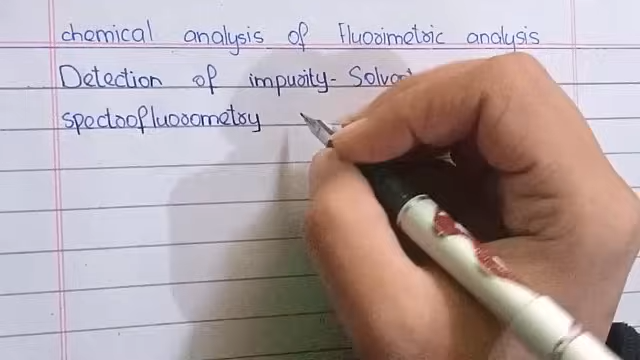 chemical analysis of Fluorimetric analysis
Detection of impurity- Solvent
spectrofluorometry